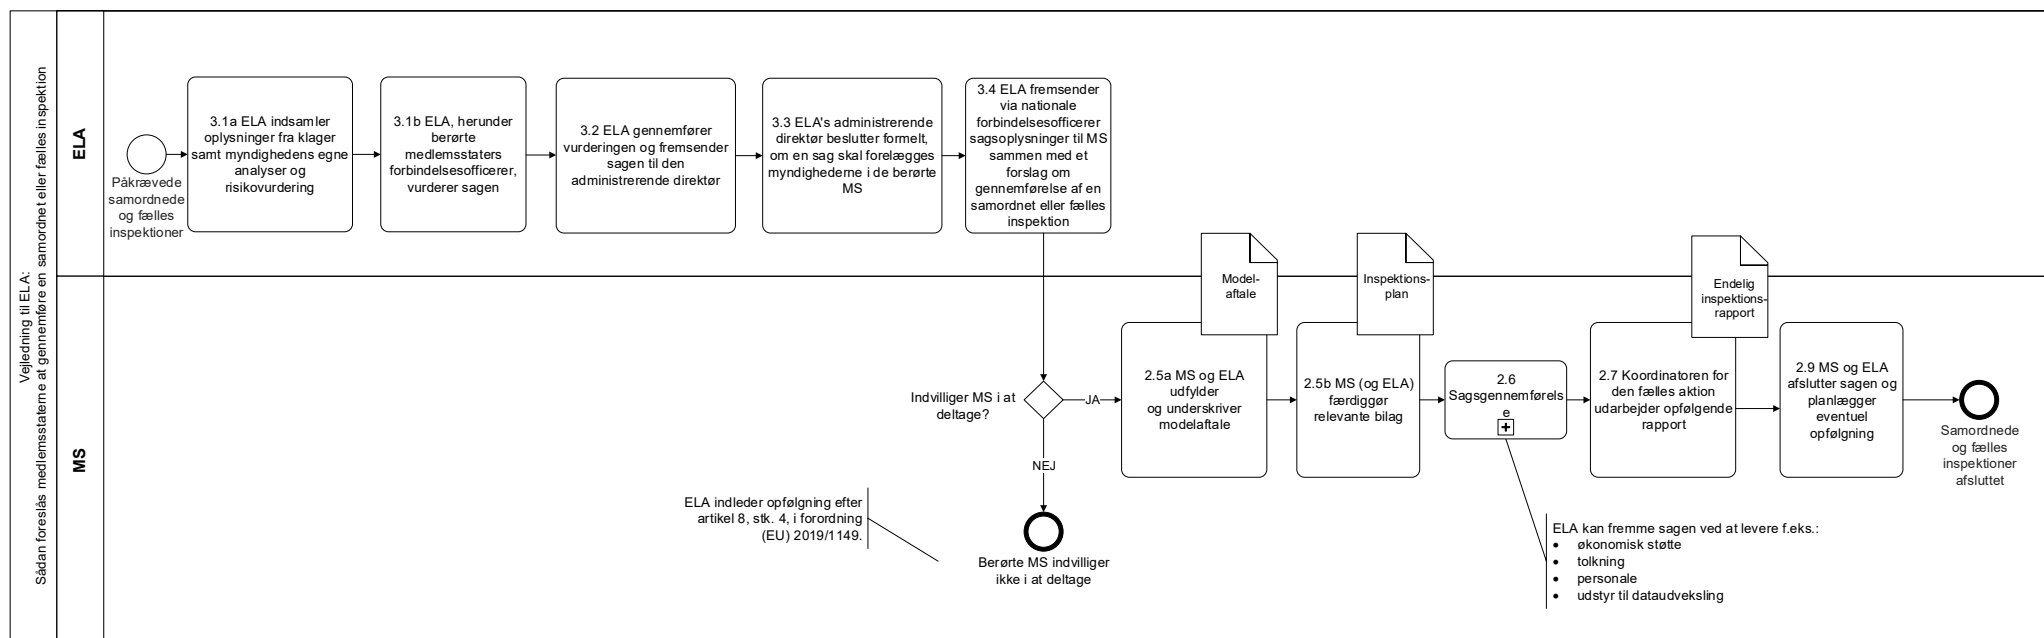 Vejledning til ELA:
Sådan foreslås medlemsstaterne at gennemføre en samordnet eller fælles inspektion
ELA
Påkrævede
samordnede
og fælles
inspektioner
3.1a ELA indsamler
oplysninger fra klager
samt myndighedens egne
analyser og
risikovurdering
3.1b ELA, herunder
berørte
medlemsstaters
forbindelsesofficerer,
vurderer sagen
3.2 ELA gennemfører
vurderingen og fremsender
sagen til den
administrerende direktør
3.3 ELA's administrerende
direktør beslutter formelt,
om en sag skal forelægges
myndighederne i de berørte
MS
3.4 ELA fremsender
via nationale
forbindelsesofficerer
sagsoplysninger til MS
sammen med et
forslag om
gennemførelse af en
samordnet eller fælles
inspektion
MS
Indvilliger MS i at
deltage?
JA
NEJ
ELA indleder opfølgning efter
artikel 8, stk. 4, i forordning
(EU) 2019/1149.
Berørte MS indvilliger
ikke i at deltage
Model-
aftale
2.5a MS og ELA
udfylder
og underskriver
modelaftale
Inspektions-
plan
2.5b MS (og ELA)
færdiggør
relevante bilag
2.6
Sagsgennemførels
e
ELA kan fremme sagen ved at levere f.eks.:
• økonomisk støtte
• tolkning
• personale
• udstyr til dataudveksling
Endelig
inspektions-
rapport
2.7 Koordinatoren for
den fælles aktion
udarbejder opfølgende
rapport
2.9 MS og ELA
afslutter sagen og
planlægger
eventuel
opfølgning
Samordnede
og fælles
inspektioner
afsluttet